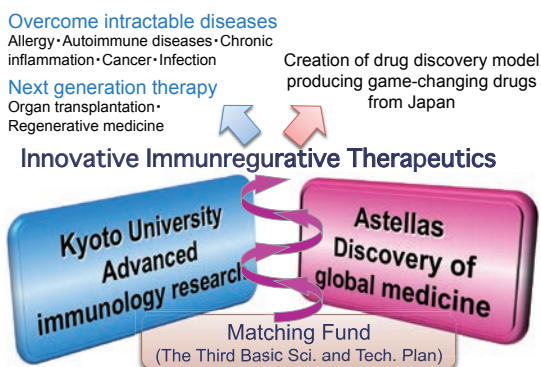 Overcome intractable diseases
Allergy・Autoimmune diseases・Chronic
inflammation・Cancer・Infection
Next generation therapy
Organ transplantation・
Regenerative medicine
Creation of drug discovery model
producing game-changing drugs
from Japan
Innovative Immunregurative Therapeutics
Kyoto University
Advanced
immunology research
Astellas
Discovery of
global medicine
Matching Fund
(The Third Basic Sci. and Tech. Plan)